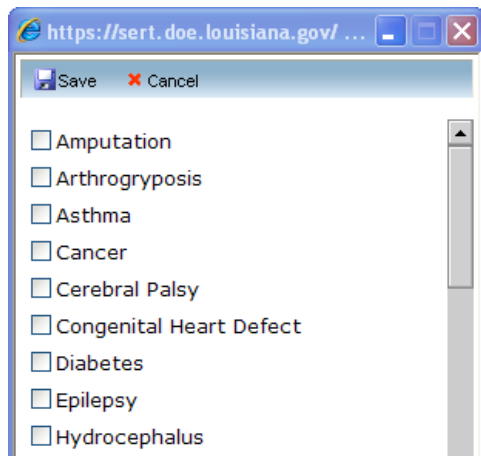 https://sert.doe.louisiana.gov/ ...
Save Cancel
Amputation
Arthrogryposis
Asthma
Cancer
Cerebral Palsy
Congenital Heart Defect
Diabetes
Epilepsy
Hydrocephalus